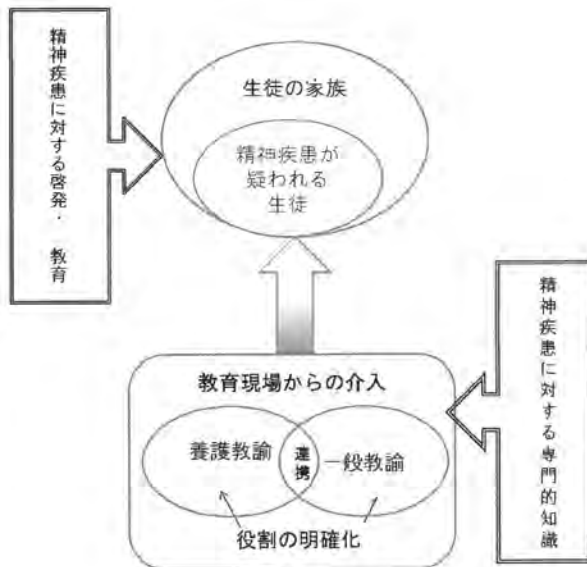 精神疾患に対する啓発・教育
生徒の家族
精神疾患が
疑われる
生徒
精神疾患に対する専門的知識
教育現場からの介入
養護教諭
連携
一般教諭
役割の明確化